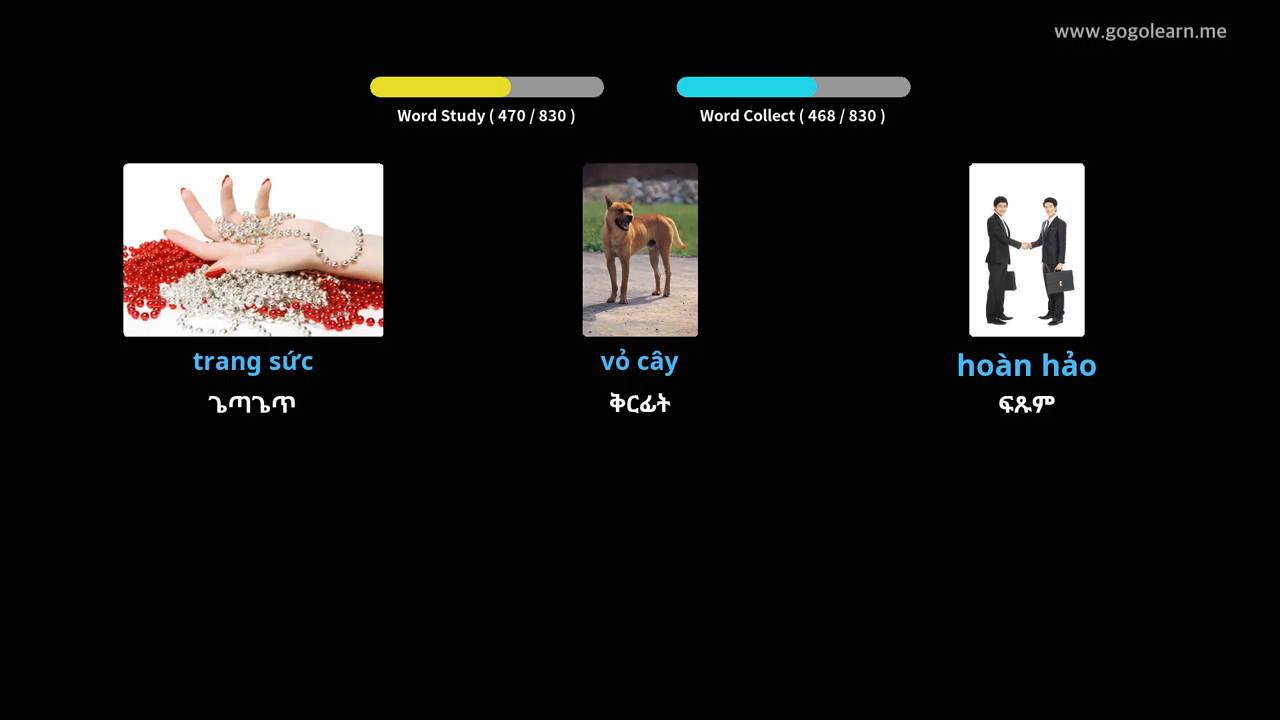 www.gogolearn.me
Word Study ( 470 / 830 )
Word Collect ( 468 / 830 )
trang sức
vỏ cây
hoàn hảo
ጌጣጌጥ
ቅርፊት
ፍጹም